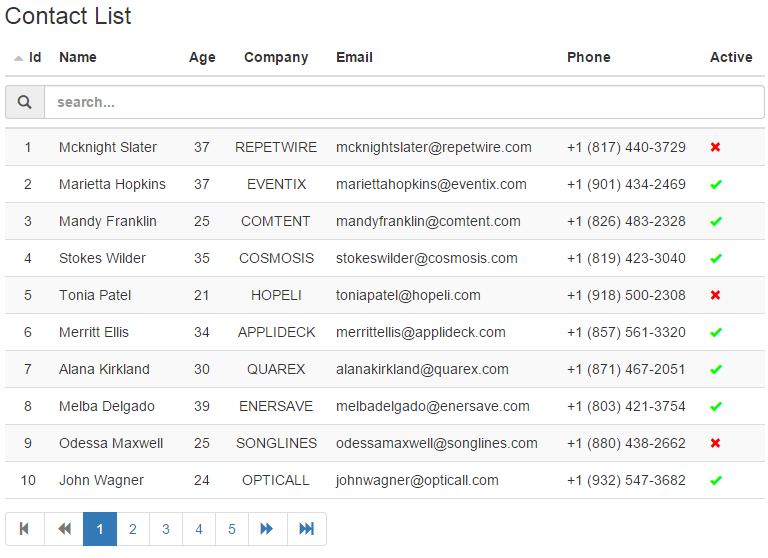 Contact List
Id Name Age Company Email Phone Active
search...
1 Mcknight Slater 37 REPETWIRE mcknightslater@repetwire.com +1 (817) 440-3729
2 Marietta Hopkins 37 EVENTIX mariettahopkins@eventix.com +1 (901) 434-2469
3 Mandy Franklin 25 COMTENT mandyfranklin@comtent.com +1 (826) 483-2328
4 Stokes Wilder 35 COSMOSIS stokeswilder@cosmosis.com +1 (819) 423-3040
5 Tonia Patel 21 HOPELI toniapatel@hopeli.com +1 (918) 500-2308
6 Merritt Ellis 34 APPLIDECK merrittellis@applideck.com +1 (857) 561-3320
7 Alana Kirkland 30 QUAREX alanakirkland@quarex.com +1 (871) 467-2051
8 Melba Delgado 39 ENERSAVE melbadelgado@enersave.com +1 (803) 421-3754
9 Odessa Maxwell 25 SONGLINES odessamaxwell@songlines.com +1 (880) 438-2662
10 John Wagner 24 OPTICALL johnwagner@opticall.com +1 (932) 547-3682
1 2 3 4 5